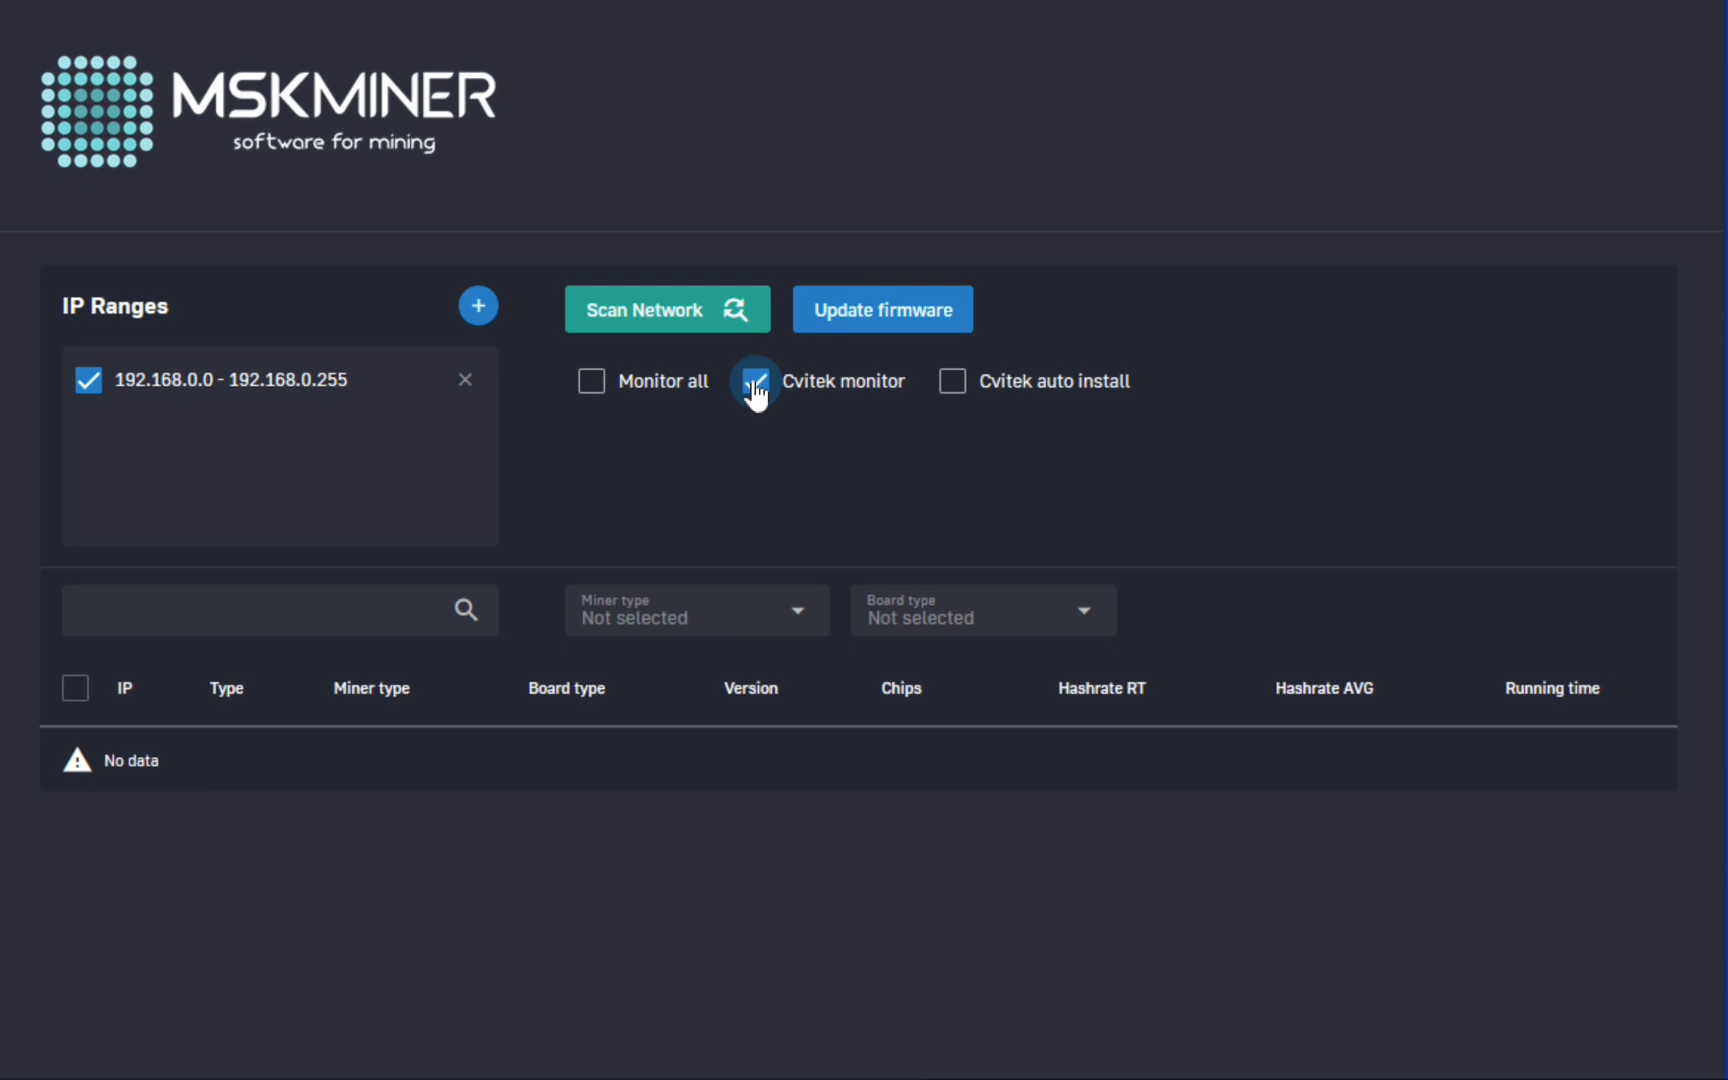 MSKMINER
software for mining
IP Ranges
+
Scan Network
Update firmware
192.168.0.0 - 192.168.0.255
Monitor all
Cvitek monitor
Cvitek auto install
Miner type
Not selected
Board type
Not selected
IP
Type
Miner type
Board type
Version
Chips
Hashrate RT
Hashrate AVG
Running time
No data